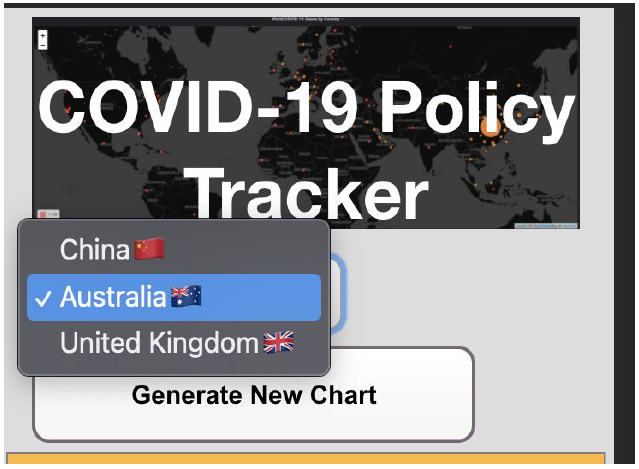 World COVID-19 Cases by Country
+
−
COVID-19 Policy
Tracker
China🇨🇳
✓ Australia🇦🇺
United Kingdom🇬🇧
Generate New Chart